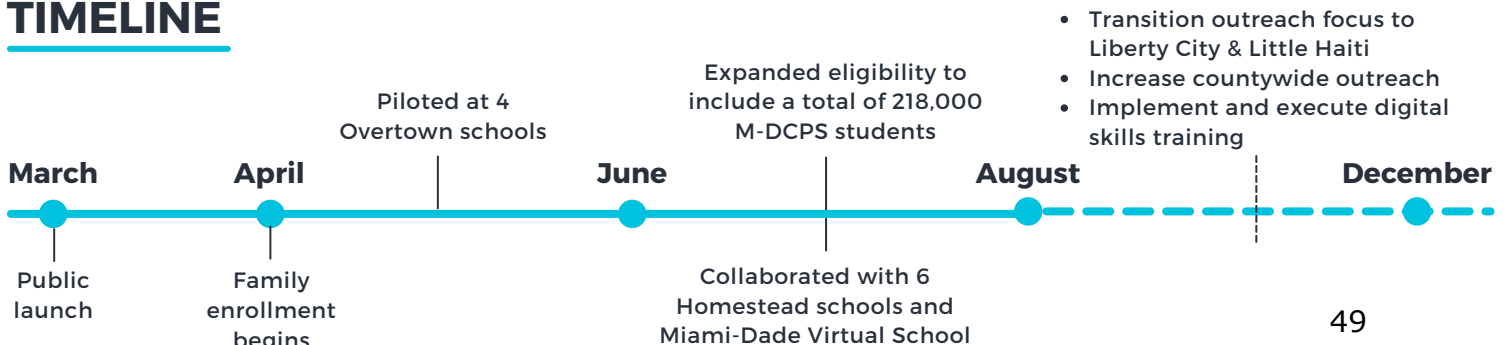 TIMELINE
• Transition outreach focus to
Liberty City & Little Haiti
• Increase countywide outreach
• Implement and execute digital
skills training
Expanded eligibility to
include a total of 218,000
M-DCPS students
Piloted at 4
Overtown schools
March
April
June
August
December
Public
launch
Family
enrollment
begins
Collaborated with 6
Homestead schools and
Miami-Dade Virtual School
49